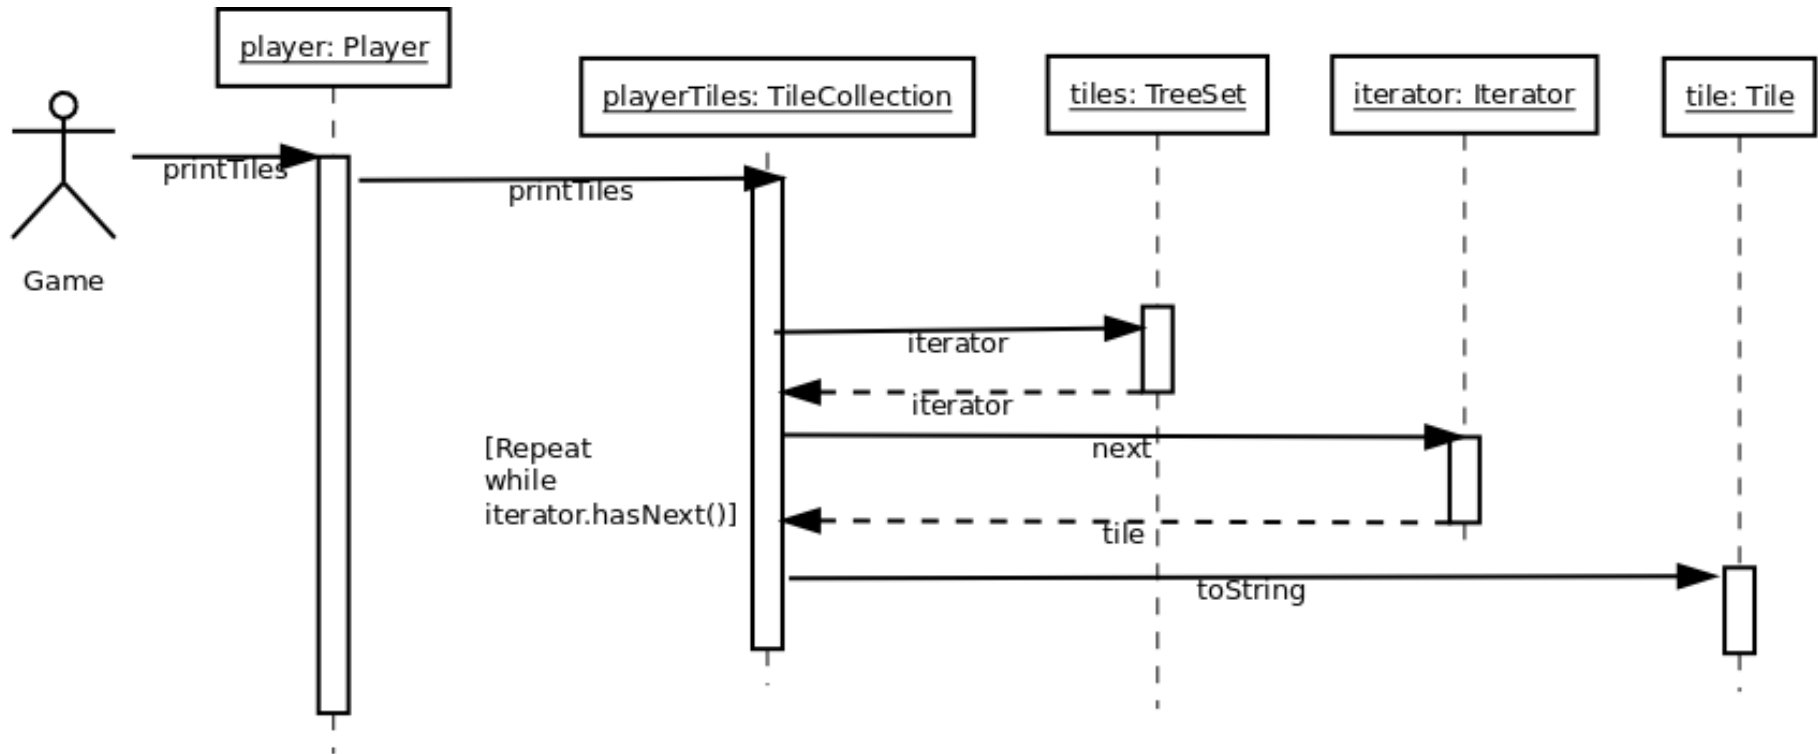 player: Player
playerTiles: TileCollection
tiles: TreeSet
iterator: Iterator
tile: Tile
printTiles
printTiles
Game
iterator
iterator
[Repeat
while
iterator.hasNext()]
next
tile
toString